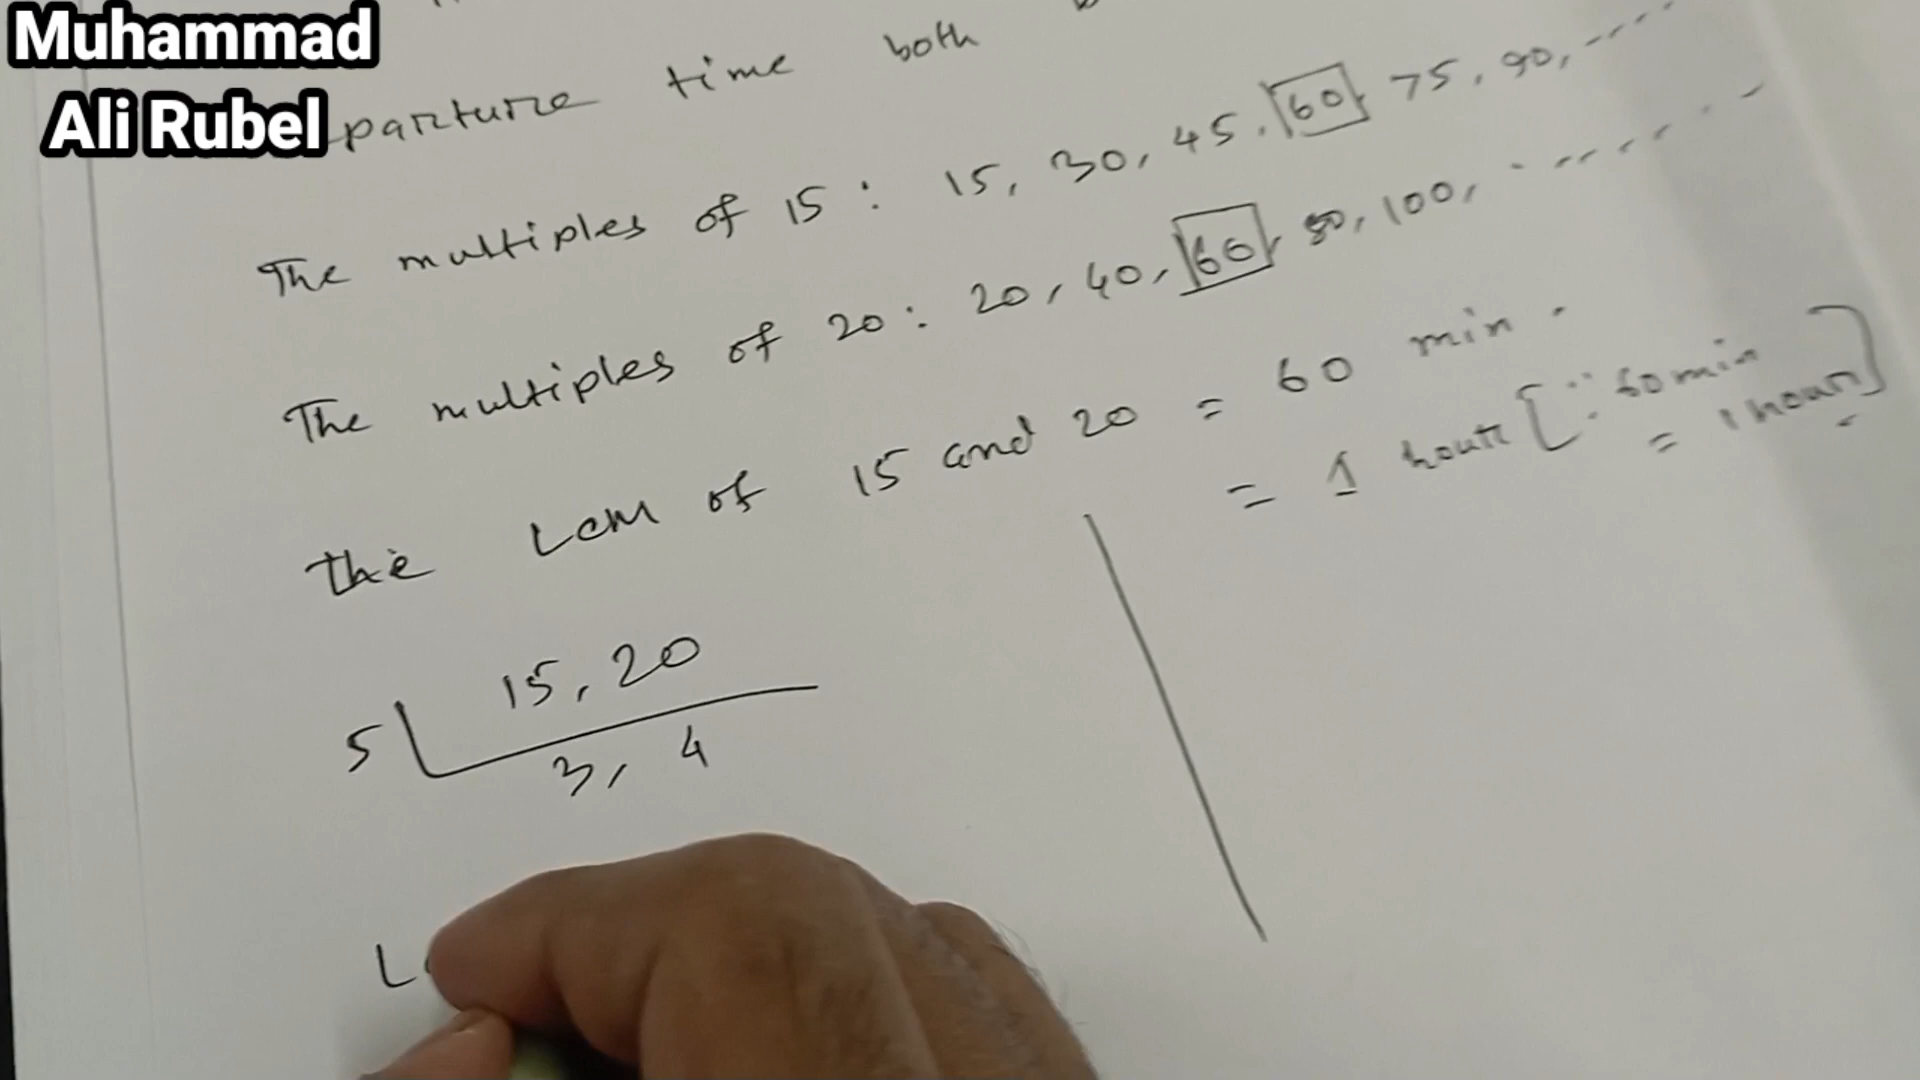 Muhammad
Ali Rubel
parture time both
The multiples of 15 : 15, 30, 45, 60, 75, 90, ------
The multiples of 20 : 20, 40, 60, 80, 100, -------
the LCM of 15 and 20 = 60 min.
= 1 hour [∵ 60 min
= 1 hour]
15, 20
5
3, 4
L